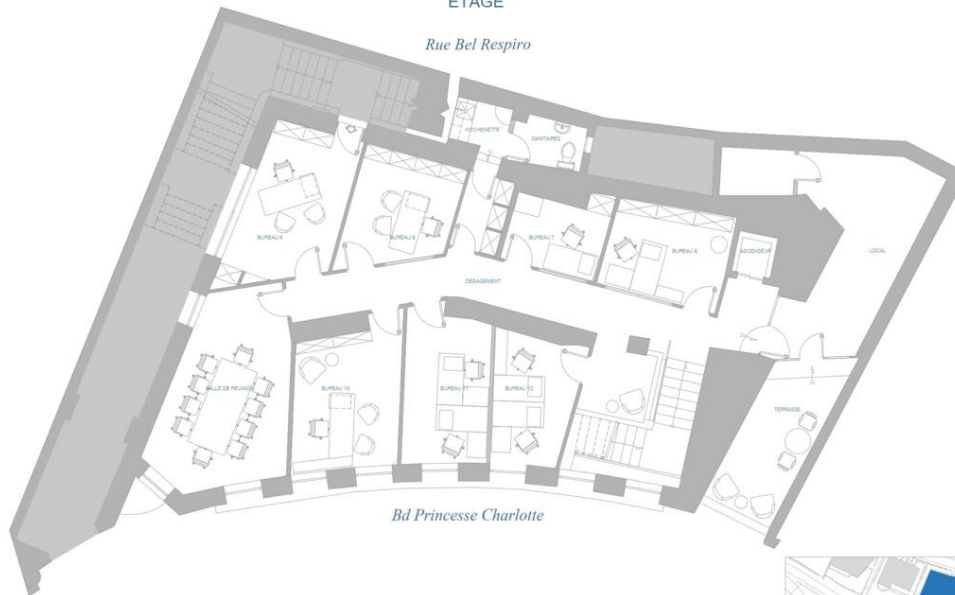 ETAGE
Rue Bel Respiro
KITCHENETTE
SANITAIRES
BUREAU 9
BUREAU 8
BUREAU 7
BUREAU 6
ASCENSEUR
LOCAL
DEGAGEMENT
SALLE DE REUNION
BUREAU 10
BUREAU 11
BUREAU 12
TERRASSE
Bd Princesse Charlotte